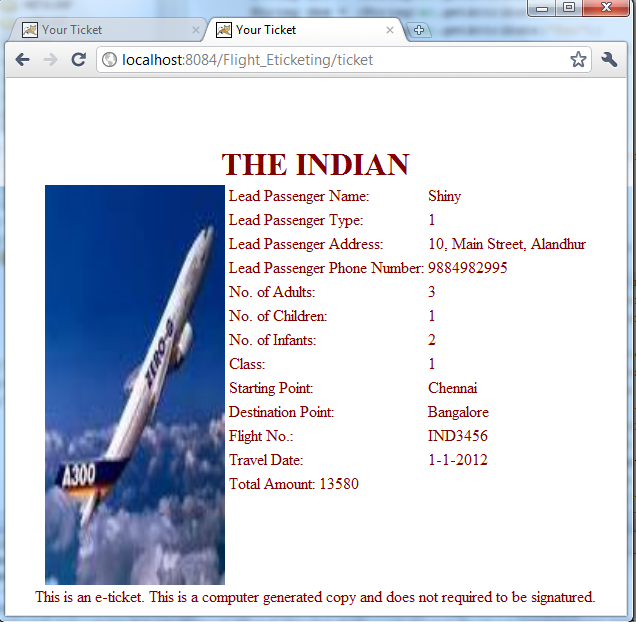 Your Ticket
Your Ticket
localhost:8084/Flight_Eticketing/ticket
THE INDIAN
Lead Passenger Name: Shiny
Lead Passenger Type: 1
Lead Passenger Address: 10, Main Street, Alandhur
Lead Passenger Phone Number: 9884982995
No. of Adults: 3
No. of Children: 1
No. of Infants: 2
Class: 1
Starting Point: Chennai
Destination Point: Bangalore
Flight No.: IND3456
Travel Date: 1-1-2012
Total Amount: 13580
ZERO-G
A300
This is an e-ticket. This is a computer generated copy and does not required to be signatured.